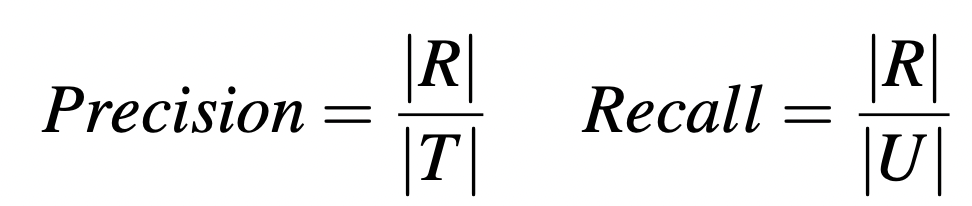 Precision = |R| / |T|    Recall = |R| / |U|